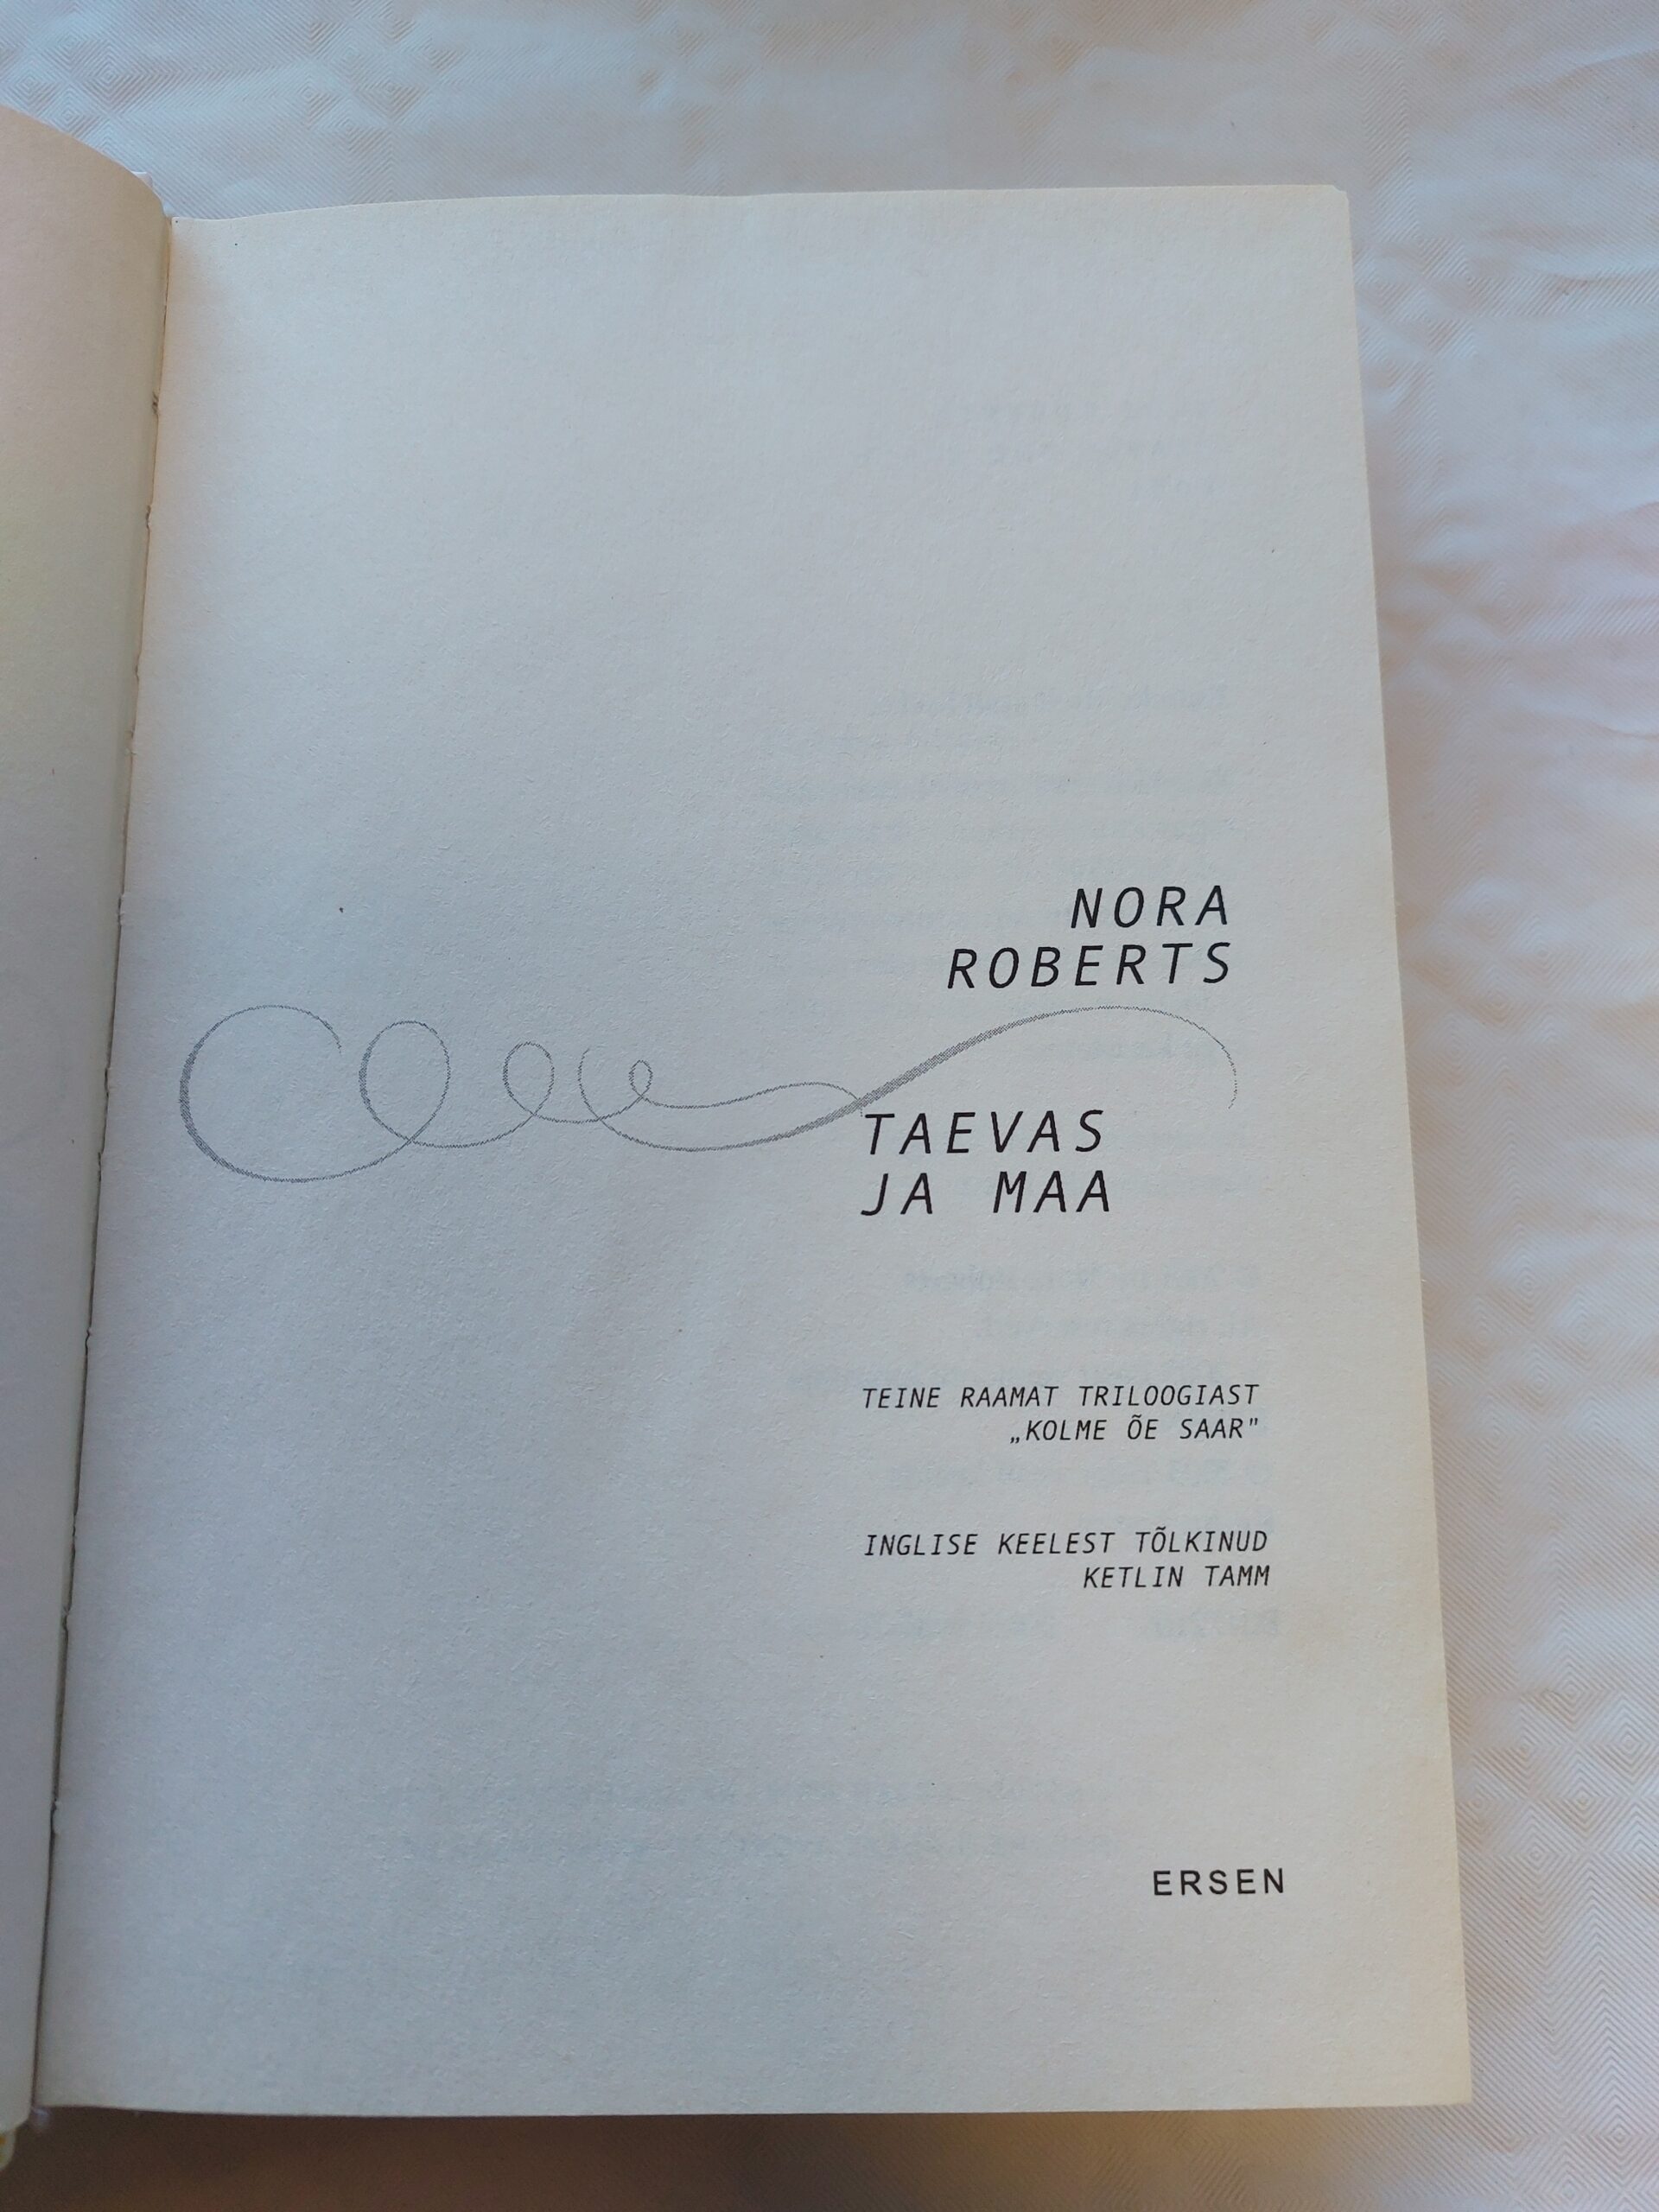 NORA
ROBERTS
TAEVAS
JA MAA
TEINE RAAMAT TRILOOGIAST
„KOLME ÕE SAAR"
INGLISE KEELEST TÕLKINUD
KETLIN TAMM
ERSEN